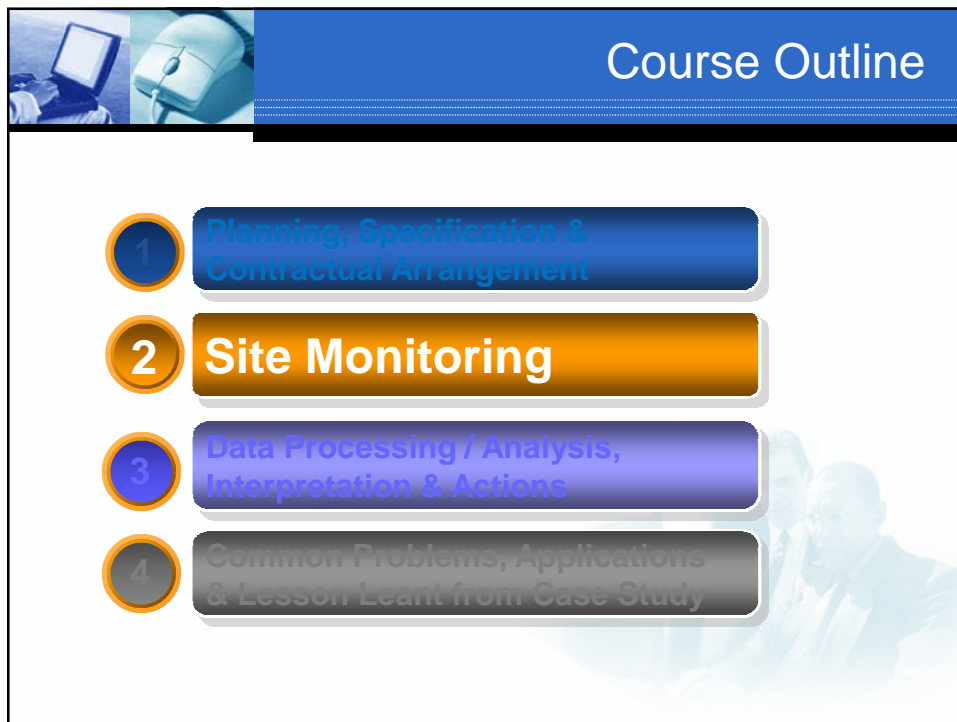 Course Outline
1
Planning, Specification &
Contractual Arrangement
2
Site Monitoring
3
Data Processing / Analysis,
Interpretation & Actions
4
Common Problems, Applications
& Lesson Leant from Case Study